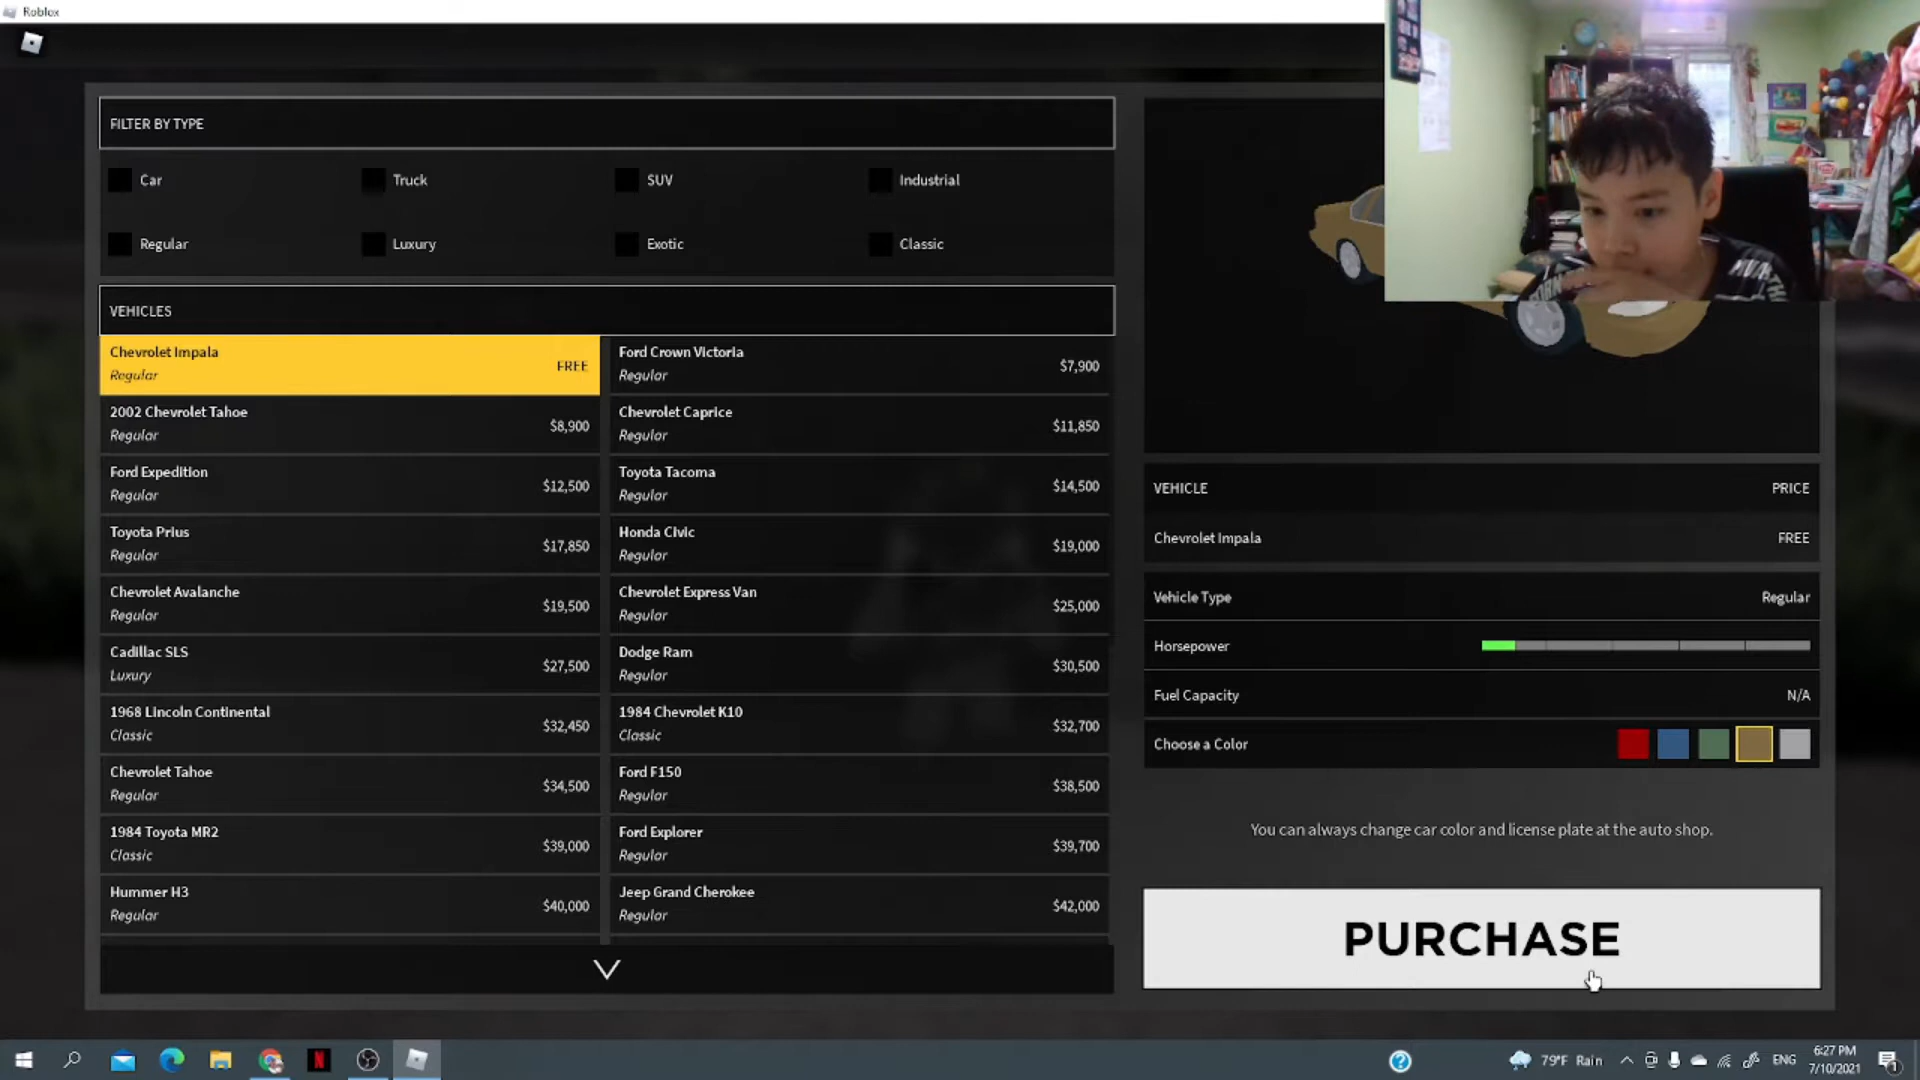 Roblox
FILTER BY TYPE
Car Truck SUV Industrial
Regular Luxury Exotic Classic
VEHICLES
Chevrolet Impala
Regular
FREE
Ford Crown Victoria
Regular
$7,900
2002 Chevrolet Tahoe
Regular
$8,900
Chevrolet Caprice
Regular
$11,850
Ford Expedition
Regular
$12,500
Toyota Tacoma
Regular
$14,500
Toyota Prius
Regular
$17,850
Honda Civic
Regular
$19,000
Chevrolet Avalanche
Regular
$19,500
Chevrolet Express Van
Regular
$25,000
Cadillac SLS
Luxury
$27,500
Dodge Ram
Regular
$30,500
1968 Lincoln Continental
Classic
$32,450
1984 Chevrolet K10
Classic
$32,700
Chevrolet Tahoe
Regular
$34,500
Ford F150
Regular
$38,500
1984 Toyota MR2
Classic
$39,000
Ford Explorer
Regular
$39,700
Hummer H3
Regular
$40,000
Jeep Grand Cherokee
Regular
$42,000
VEHICLE PRICE
Chevrolet Impala FREE
Vehicle Type Regular
Horsepower
Fuel Capacity N/A
Choose a Color
You can always change car color and license plate at the auto shop.
PURCHASE
79°F Rain
ENG
6:27 PM
7/10/2021